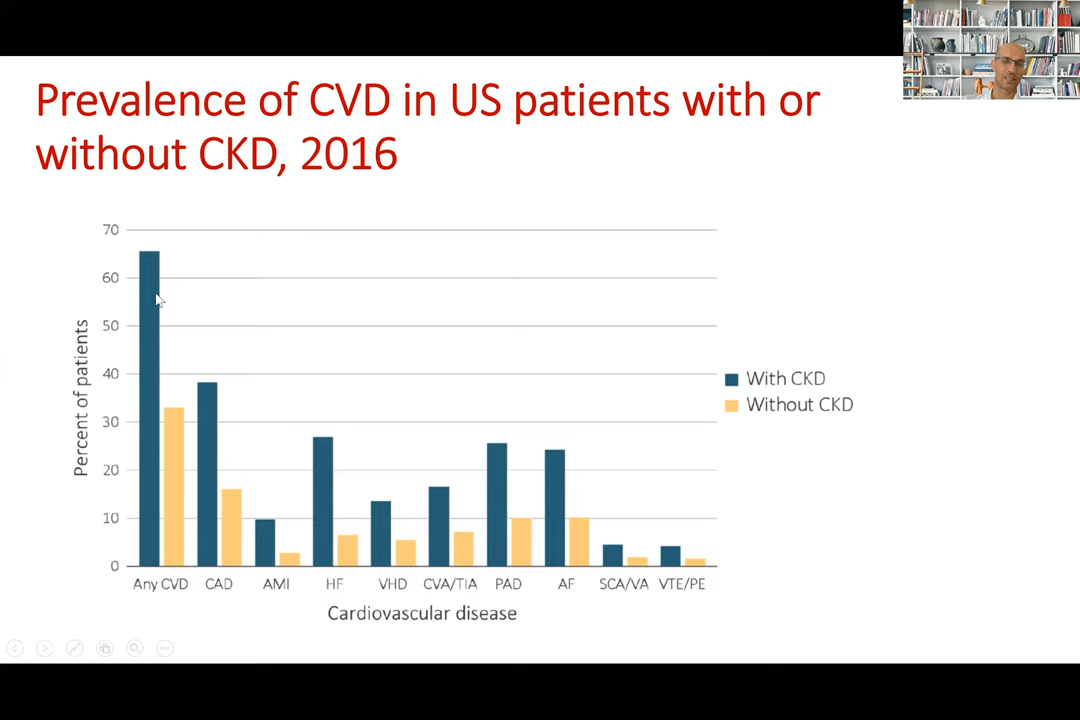 Prevalence of CVD in US patients with or
without CKD, 2016
70
60
50
40
30
20
10
0
Percent of patients
Any CVD CAD AMI HF VHD CVA/TIA PAD AF SCA/VA VTE/PE
Cardiovascular disease
With CKD
Without CKD